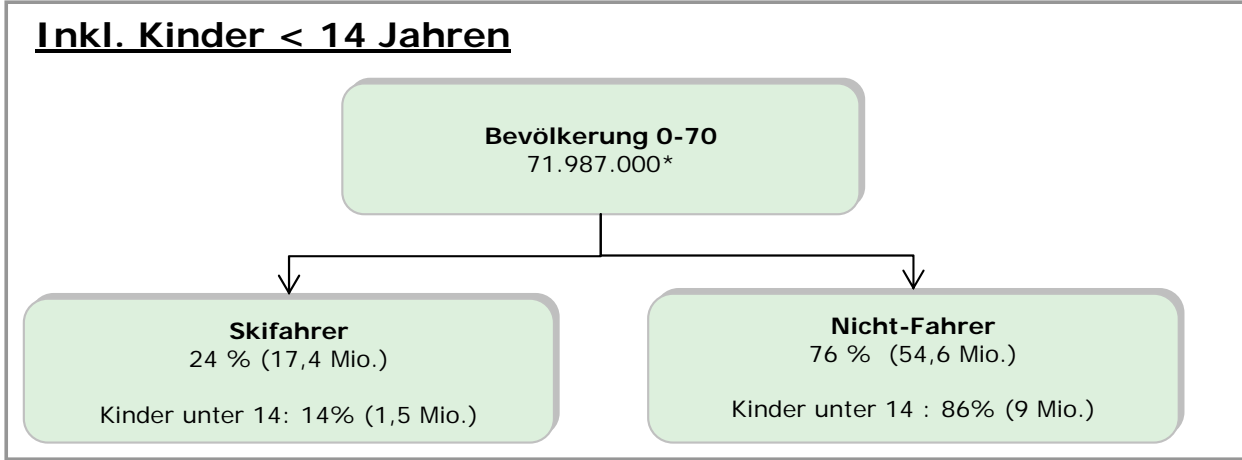 Inkl. Kinder < 14 Jahren
Bevölkerung 0-70
71.987.000*
Skifahrer
24 % (17,4 Mio.)
Kinder unter 14: 14% (1,5 Mio.)
Nicht-Fahrer
76 % (54,6 Mio.)
Kinder unter 14 : 86% (9 Mio.)